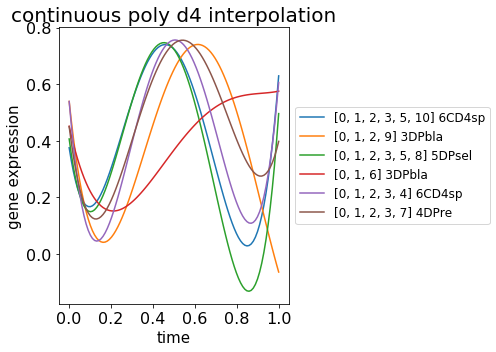 continuous poly d4 interpolation
gene expression
0.8
0.6
0.4
0.2
0.0
0.0 0.2 0.4 0.6 0.8 1.0
time
[0, 1, 2, 3, 5, 10] 6CD4sp
[0, 1, 2, 9] 3DPbla
[0, 1, 2, 3, 5, 8] 5DPsel
[0, 1, 6] 3DPbla
[0, 1, 2, 3, 4] 6CD4sp
[0, 1, 2, 3, 7] 4DPre